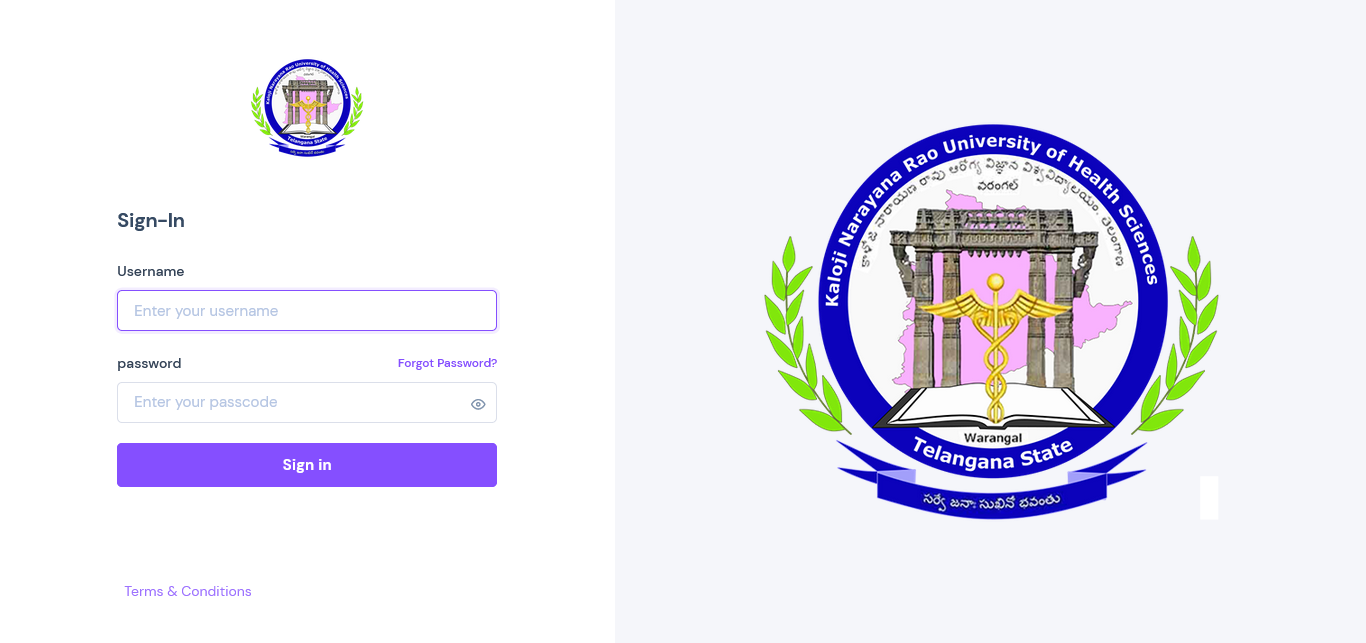 Sign-In
Username
Enter your username
password
Forgot Password?
Enter your passcode
Sign in
Terms & Conditions
Kaloji Narayana Rao University of Health Sciences
కాళోజి నారాయణ రావు ఆరోగ్య విజ్ఞాన విశ్వవిద్యాలయం, తెలంగాణ
వరంగల్
Warangal
Telangana State
సర్వే జనాః సుఖినో భవంతు